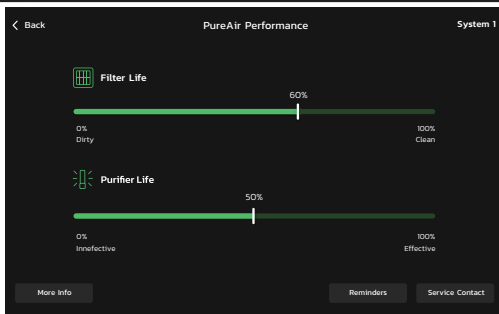 Back
PureAir Performance
System 1
Filter Life
60%
0%
100%
Dirty
Clean
Purifier Life
50%
0%
100%
Innefective
Effective
More Info
Reminders
Service Contact